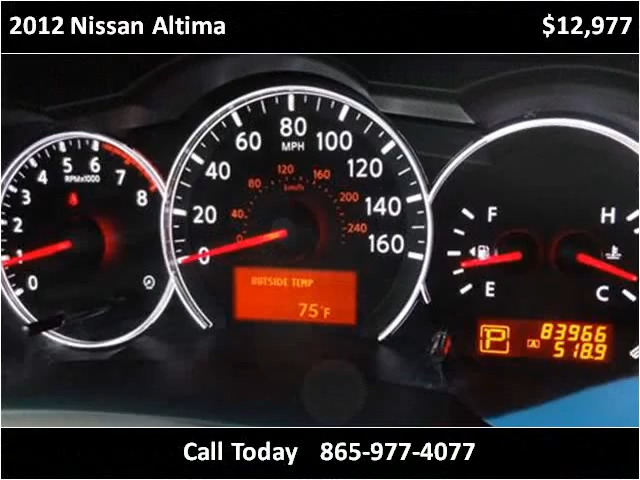 2012 Nissan Altima $12,977
80
60 100
MPH
40 120
120
80 160
km/h
20 40 200 140
0 0 240 160
5 6
4 7
RPMx1000
3 8
2
1
0
OUTSIDE TEMP
75°F
F H
E C
P A 83966
518.9
Call Today 865-977-4077